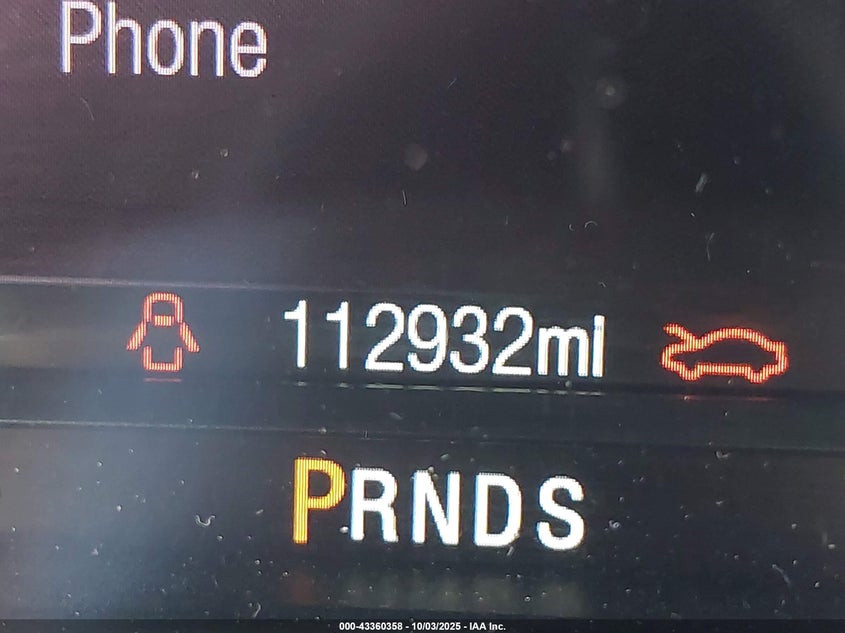 Phone
112932mi
PRNDS
000-43360358 - 10/03/2025 - IAA Inc.